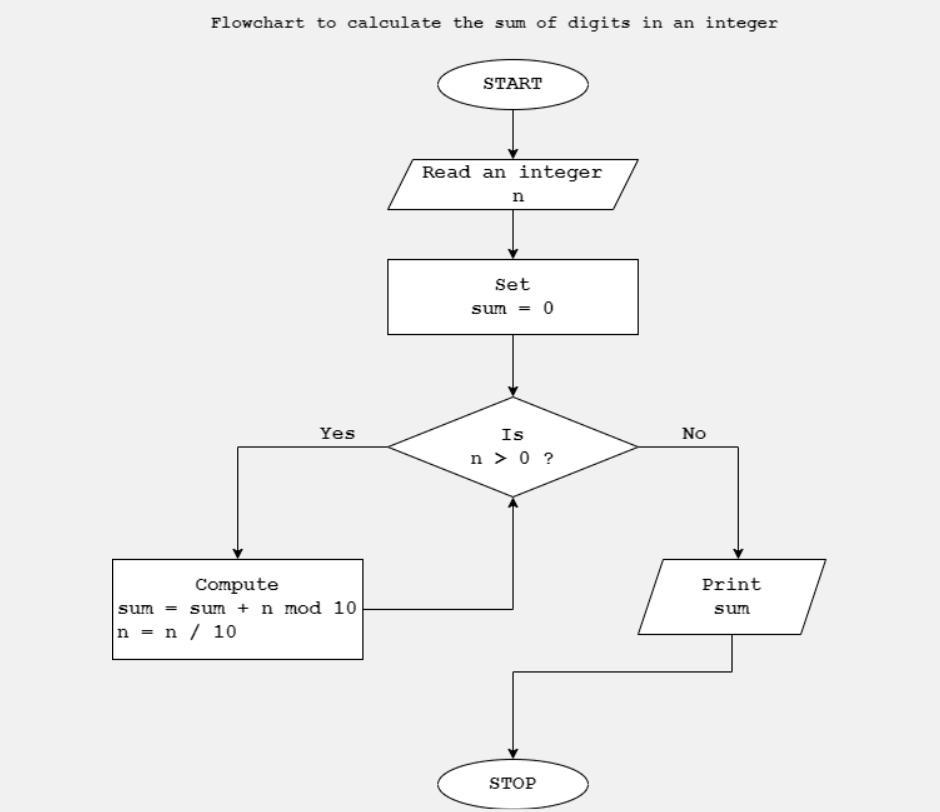 Flowchart to calculate the sum of digits in an integer
START
Read an integer
n
Set
sum = 0
Is
n > 0 ?
Yes
No
Compute
sum = sum + n mod 10
n = n / 10
Print
sum
STOP